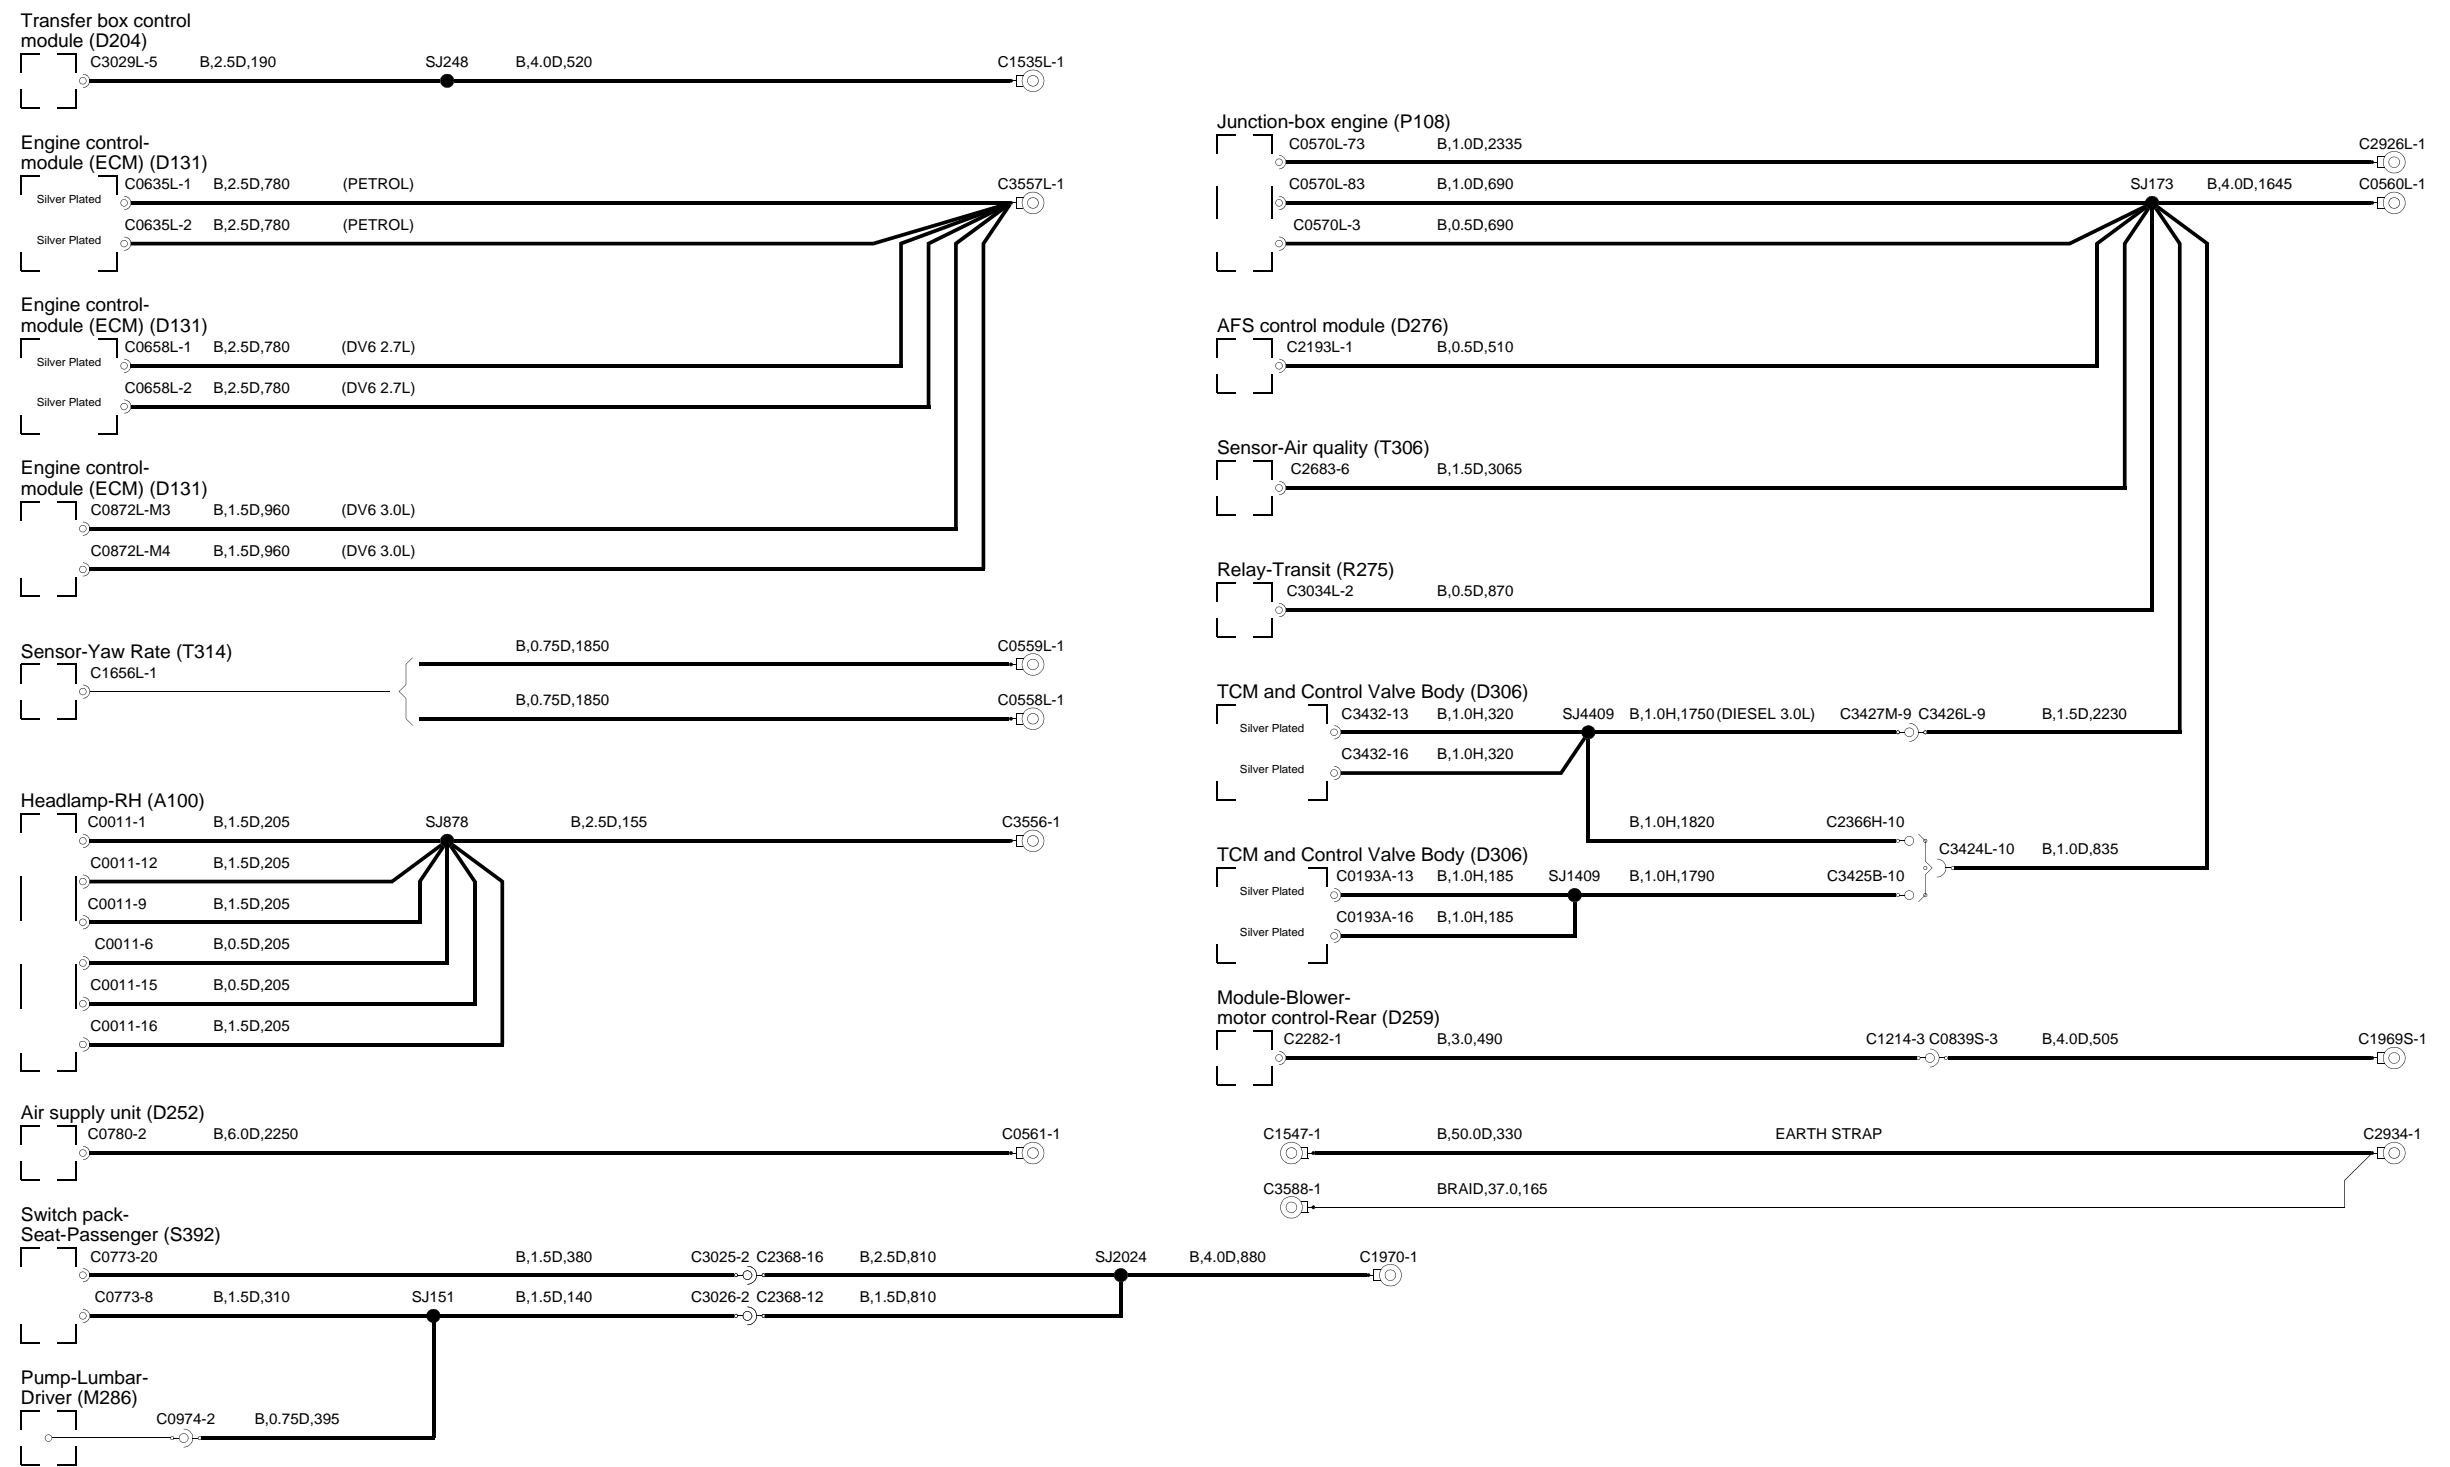 Transfer box control
module (D204)
C3029L-5 B,2.5D,190 SJ248 B,4.0D,520 C1535L-1
Engine control-
module (ECM) (D131)
C0635L-1 B,2.5D,780 (PETROL) C3557L-1
Silver Plated
C0635L-2 B,2.5D,780 (PETROL)
Silver Plated
Engine control-
module (ECM) (D131)
C0658L-1 B,2.5D,780 (DV6 2.7L)
Silver Plated
C0658L-2 B,2.5D,780 (DV6 2.7L)
Silver Plated
Engine control-
module (ECM) (D131)
C0872L-M3 B,1.5D,960 (DV6 3.0L)
C0872L-M4 B,1.5D,960 (DV6 3.0L)
Sensor-Yaw Rate (T314)
C1656L-1
B,0.75D,1850 C0559L-1
B,0.75D,1850 C0558L-1
Headlamp-RH (A100)
C0011-1 B,1.5D,205 SJ878 B,2.5D,155 C3556-1
C0011-12 B,1.5D,205
C0011-9 B,1.5D,205
C0011-6 B,0.5D,205
C0011-15 B,0.5D,205
C0011-16 B,1.5D,205
Air supply unit (D252)
C0780-2 B,6.0D,2250 C0561-1
Switch pack-
Seat-Passenger (S392)
C0773-20 B,1.5D,380 C3025-2 C2368-16 B,2.5D,810 SJ2024 B,4.0D,880 C1970-1
C0773-8 B,1.5D,310 SJ151 B,1.5D,140 C3026-2 C2368-12 B,1.5D,810
Pump-Lumbar-
Driver (M286)
C0974-2 B,0.75D,395
Junction-box engine (P108)
C0570L-73 B,1.0D,2335 C2926L-1
C0570L-83 B,1.0D,690 SJ173 B,4.0D,1645 C0560L-1
C0570L-3 B,0.5D,690
AFS control module (D276)
C2193L-1 B,0.5D,510
Sensor-Air quality (T306)
C2683-6 B,1.5D,3065
Relay-Transit (R275)
C3034L-2 B,0.5D,870
TCM and Control Valve Body (D306)
C3432-13 B,1.0H,320 SJ4409 B,1.0H,1750 (DIESEL 3.0L) C3427M-9 C3426L-9 B,1.5D,2230
Silver Plated
C3432-16 B,1.0H,320
Silver Plated
B,1.0H,1820 C2366H-10
TCM and Control Valve Body (D306)
C3424L-10 B,1.0D,835
C0193A-13 B,1.0H,185 SJ1409 B,1.0H,1790 C3425B-10
Silver Plated
C0193A-16 B,1.0H,185
Silver Plated
Module-Blower-
motor control-Rear (D259)
C2282-1 B,3.0,490 C1214-3 C0839S-3 B,4.0D,505 C1969S-1
C1547-1 B,50.0D,330 EARTH STRAP C2934-1
C3588-1 BRAID,37.0,165